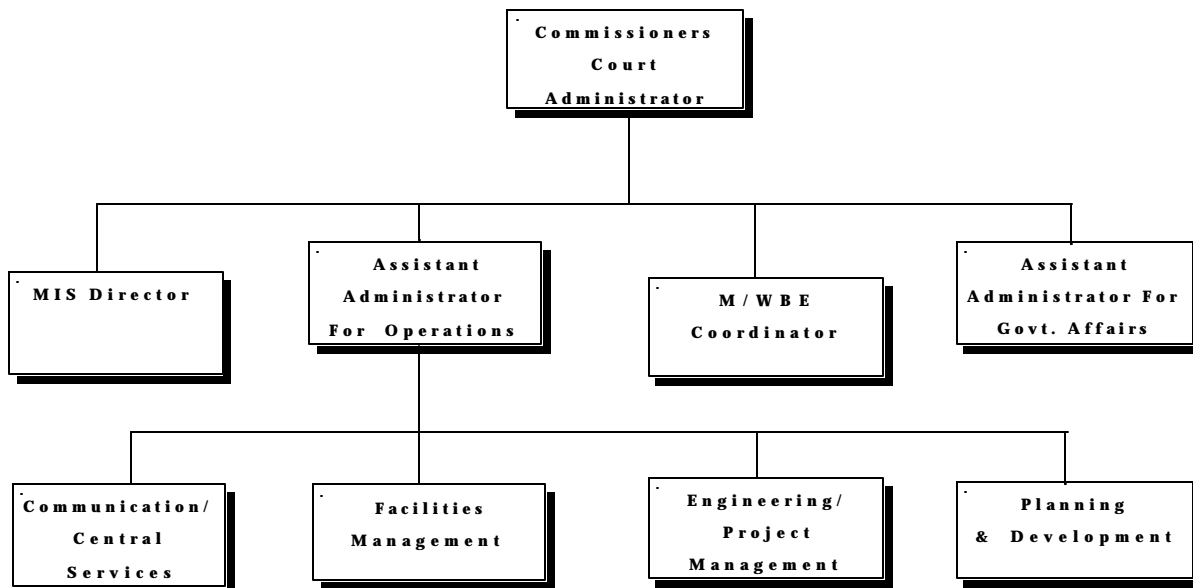 Commissioners
Court
Administrator
MIS Director
Assistant
Administrator
For Operations
M/WBE
Coordinator
Assistant
Administrator For
Govt. Affairs
Communication/
Central
Services
Facilities
Management
Engineering/
Project
Management
Planning
& Development